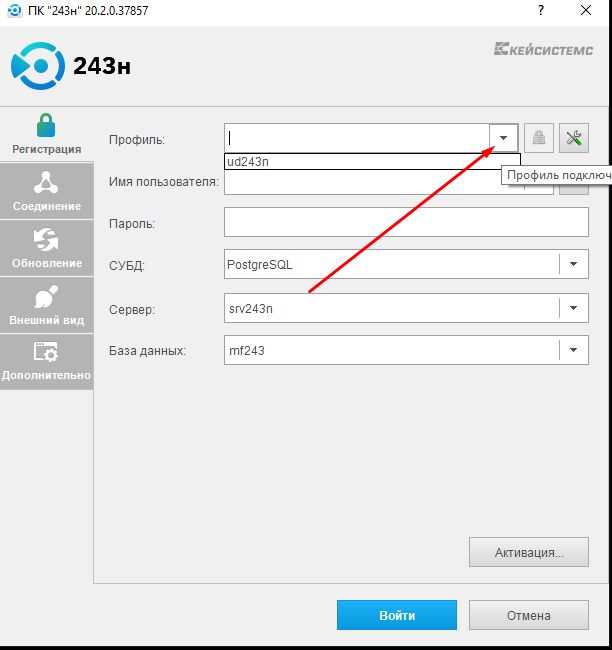 ПК "243н" 20.2.0.37857
?
243н
КЕЙСИСТЕМС
Регистрация
Соединение
Обновление
Внешний вид
Дополнительно
Профиль:
ud243n
Профиль подключ
Имя пользователя:
Пароль:
СУБД:
PostgreSQL
Сервер:
srv243n
База данных:
mf243
Активация...
Войти
Отмена